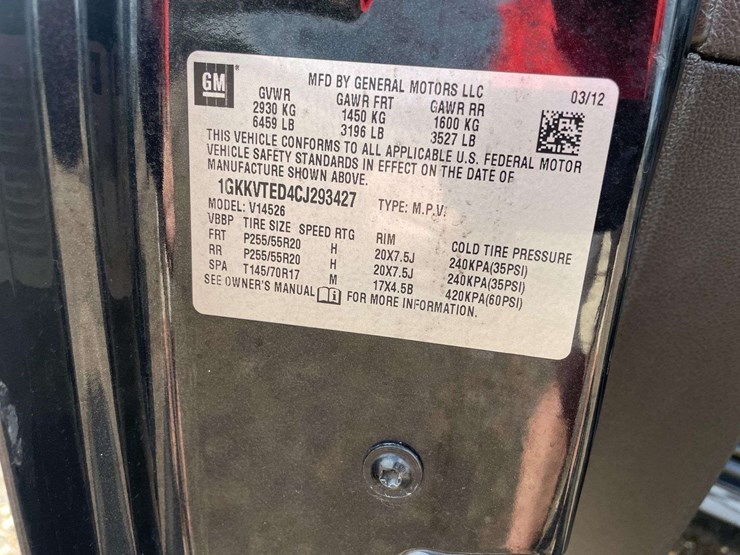 GM
MFD BY GENERAL MOTORS LLC 03/12
GVWR GAWR FRT GAWR RR
2930 KG 1450 KG 1600 KG
6459 LB 3196 LB 3527 LB
THIS VEHICLE CONFORMS TO ALL APPLICABLE U.S. FEDERAL MOTOR
VEHICLE SAFETY STANDARDS IN EFFECT ON THE DATE OF
MANUFACTURE SHOWN ABOVE.
1GKKVTED4CJ293427 TYPE: M.P.V.
MODEL: V14526
VBBP TIRE SIZE SPEED RTG RIM COLD TIRE PRESSURE
FRT P255/55R20 H 20X7.5J 240KPA(35PSI)
RR P255/55R20 H 20X7.5J 240KPA(35PSI)
SPA T145/70R17 M 17X4.5B 420KPA(60PSI)
SEE OWNER'S MANUAL i FOR MORE INFORMATION.